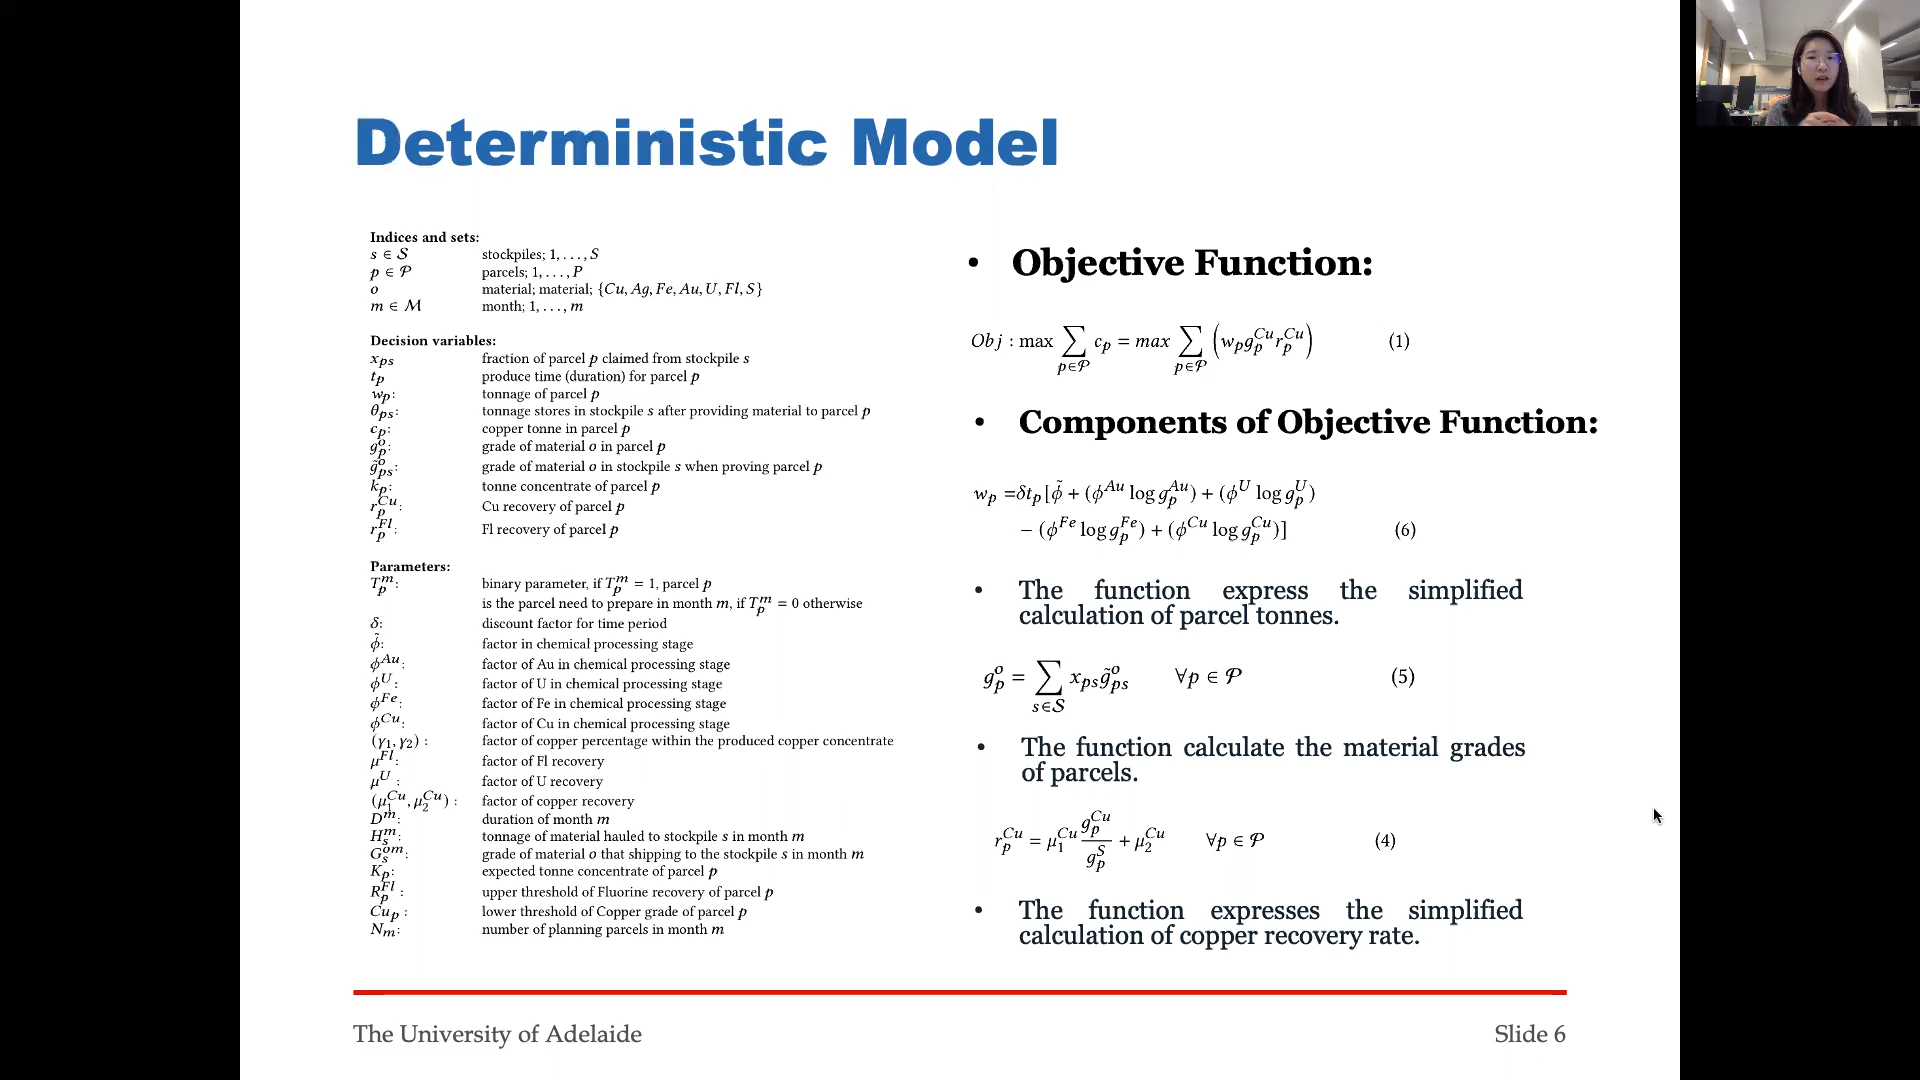 Deterministic Model
Indices and sets:
s ∈ 𝒮 stockpiles; 1, . . . , S
p ∈ 𝒫 parcels; 1, . . . , P
o material; material; {Cu, Ag, Fe, Au, U, Fl, S}
m ∈ ℳ month; 1, . . . , m
Decision variables:
x_{ps} fraction of parcel p claimed from stockpile s
t_p produce time (duration) for parcel p
w_p: tonnage of parcel p
θ_{ps}: tonnage stores in stockpile s after providing material to parcel p
c_p: copper tonne in parcel p
g_p^o: grade of material o in parcel p
g̃_{ps}^o: grade of material o in stockpile s when proving parcel p
k_p: tonne concentrate of parcel p
r_p^{Cu}: Cu recovery of parcel p
r_p^{Fl}: Fl recovery of parcel p
Parameters:
T_p^m: binary parameter, if T_p^m = 1, parcel p
is the parcel need to prepare in month m, if T_p^m = 0 otherwise
δ: discount factor for time period
ϕ̃: factor in chemical processing stage
ϕ^{Au}: factor of Au in chemical processing stage
ϕ^U: factor of U in chemical processing stage
ϕ^{Fe}: factor of Fe in chemical processing stage
ϕ^{Cu}: factor of Cu in chemical processing stage
(γ_1, γ_2) : factor of copper percentage within the produced copper concentrate
μ^{Fl}: factor of Fl recovery
μ^U : factor of U recovery
(μ_1^{Cu}, μ_2^{Cu}) : factor of copper recovery
D^m: duration of month m
H_s^m: tonnage of material hauled to stockpile s in month m
G_s^{om}: grade of material o that shipping to the stockpile s in month m
K_p: expected tonne concentrate of parcel p
R_p^{Fl} : upper threshold of Fluorine recovery of parcel p
Cu_p : lower threshold of Copper grade of parcel p
N_m: number of planning parcels in month m
• Objective Function:
Obj : max ∑_{p∈𝒫} c_p = max ∑_{p∈𝒫} (w_p g_p^{Cu} r_p^{Cu}) (1)
• Components of Objective Function:
w_p =δt_p[ϕ̃ + (ϕ^{Au} log g_p^{Au}) + (ϕ^U log g_p^U)
− (ϕ^{Fe} log g_p^{Fe}) + (ϕ^{Cu} log g_p^{Cu})] (6)
• The function express the simplified
calculation of parcel tonnes.
g_p^o = ∑_{s∈𝒮} x_{ps} g̃_{ps}^o ∀p ∈ 𝒫 (5)
• The function calculate the material grades
of parcels.
r_p^{Cu} = μ_1^{Cu} g_p^{Cu} / g_p^S + μ_2^{Cu} ∀p ∈ 𝒫 (4)
• The function expresses the simplified
calculation of copper recovery rate.
The University of Adelaide
Slide 6